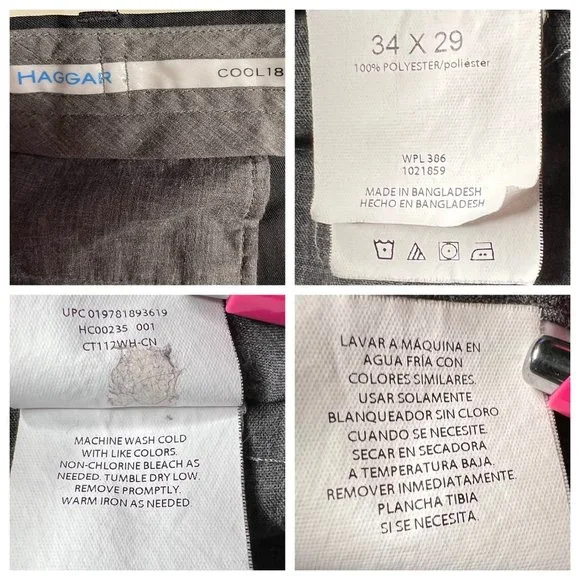 HAGGAR
COOL18
34 X 29
100% POLYESTER/poliéster
WPL 386
1021859
MADE IN BANGLADESH
HECHO EN BANGLADESH
UPC 019781893619
HC00235 001
CT112WH-CN
MACHINE WASH COLD
WITH LIKE COLORS.
NON-CHLORINE BLEACH AS
NEEDED. TUMBLE DRY LOW.
REMOVE PROMPTLY.
WARM IRON AS NEEDED.
LAVAR A MÁQUINA EN
AGUA FRÍA CON
COLORES SIMILARES.
USAR SOLAMENTE
BLANQUEADOR SIN CLORO
CUANDO SE NECESITE.
SECAR EN SECADORA
A TEMPERATURA BAJA.
REMOVER INMEDIATAMENTE.
PLANCHA TIBIA
SI SE NECESITA.